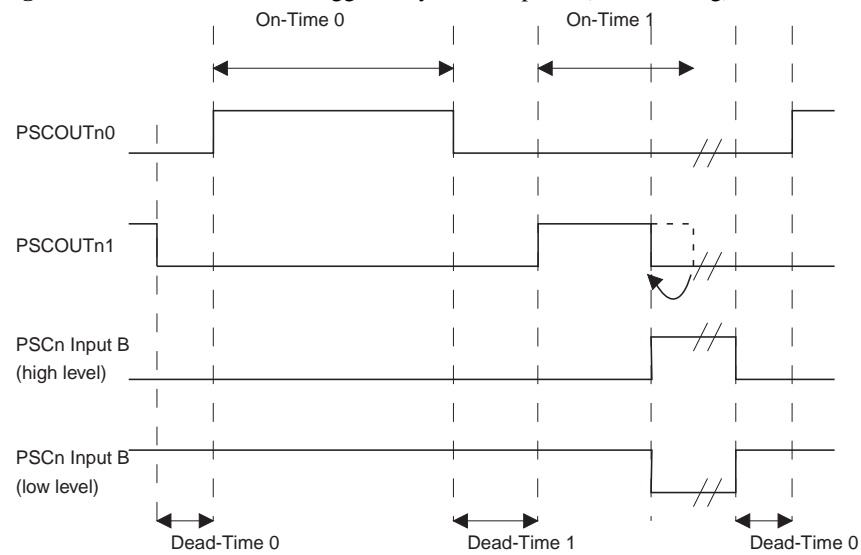 On-Time 0
On-Time 1
PSCOUTn0
PSCOUTn1
PSCn Input B
(high level)
PSCn Input B
(low level)
Dead-Time 0
Dead-Time 1
Dead-Time 0